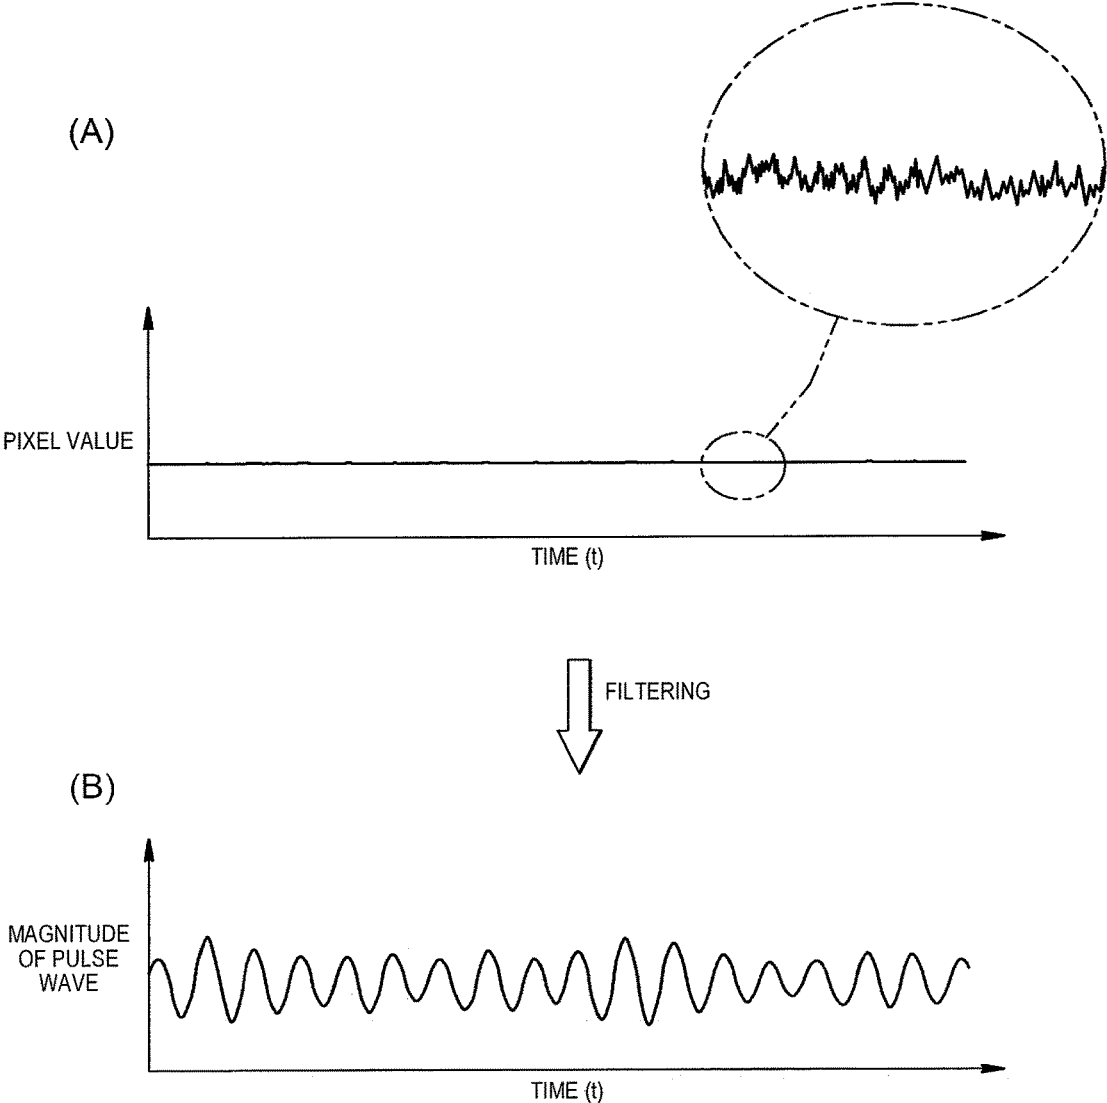 (A)
PIXEL VALUE
TIME (t)
FILTERING
(B)
MAGNITUDE
OF PULSE
WAVE
TIME (t)